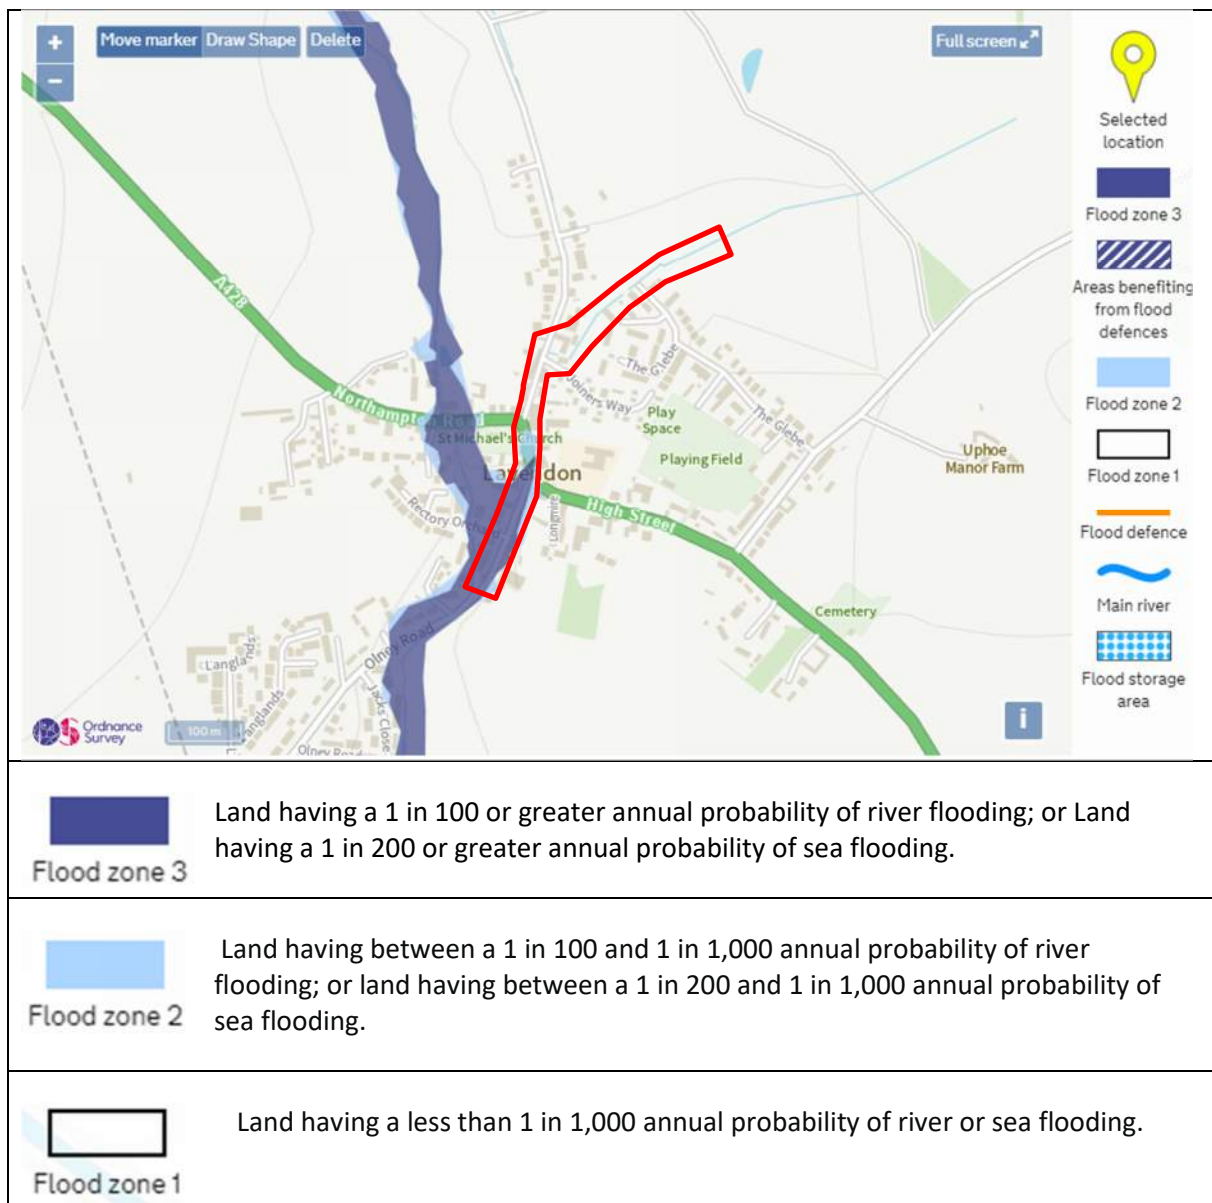 +
−
Move marker
Draw Shape
Delete
Full screen
Selected
location
Flood zone 3
Areas benefiting
from flood
defences
Flood zone 2
Flood zone 1
Flood defence
Main river
Flood storage
area
A428
Northampton Road
St Michael's Church
Lavendon
Rectory Orchard
Longmire
High Street
Joiners Way
The Glebe
The Glebe
Play
Space
Playing Field
Uphoe
Manor Farm
Cemetery
Olney Road
Langlands
Langlands
Jacks Close
Olney Road
Ordnance
Survey
100 m
i
Flood zone 3
Land having a 1 in 100 or greater annual probability of river flooding; or Land
having a 1 in 200 or greater annual probability of sea flooding.
Flood zone 2
Land having between a 1 in 100 and 1 in 1,000 annual probability of river
flooding; or land having between a 1 in 200 and 1 in 1,000 annual probability of
sea flooding.
Flood zone 1
Land having a less than 1 in 1,000 annual probability of river or sea flooding.